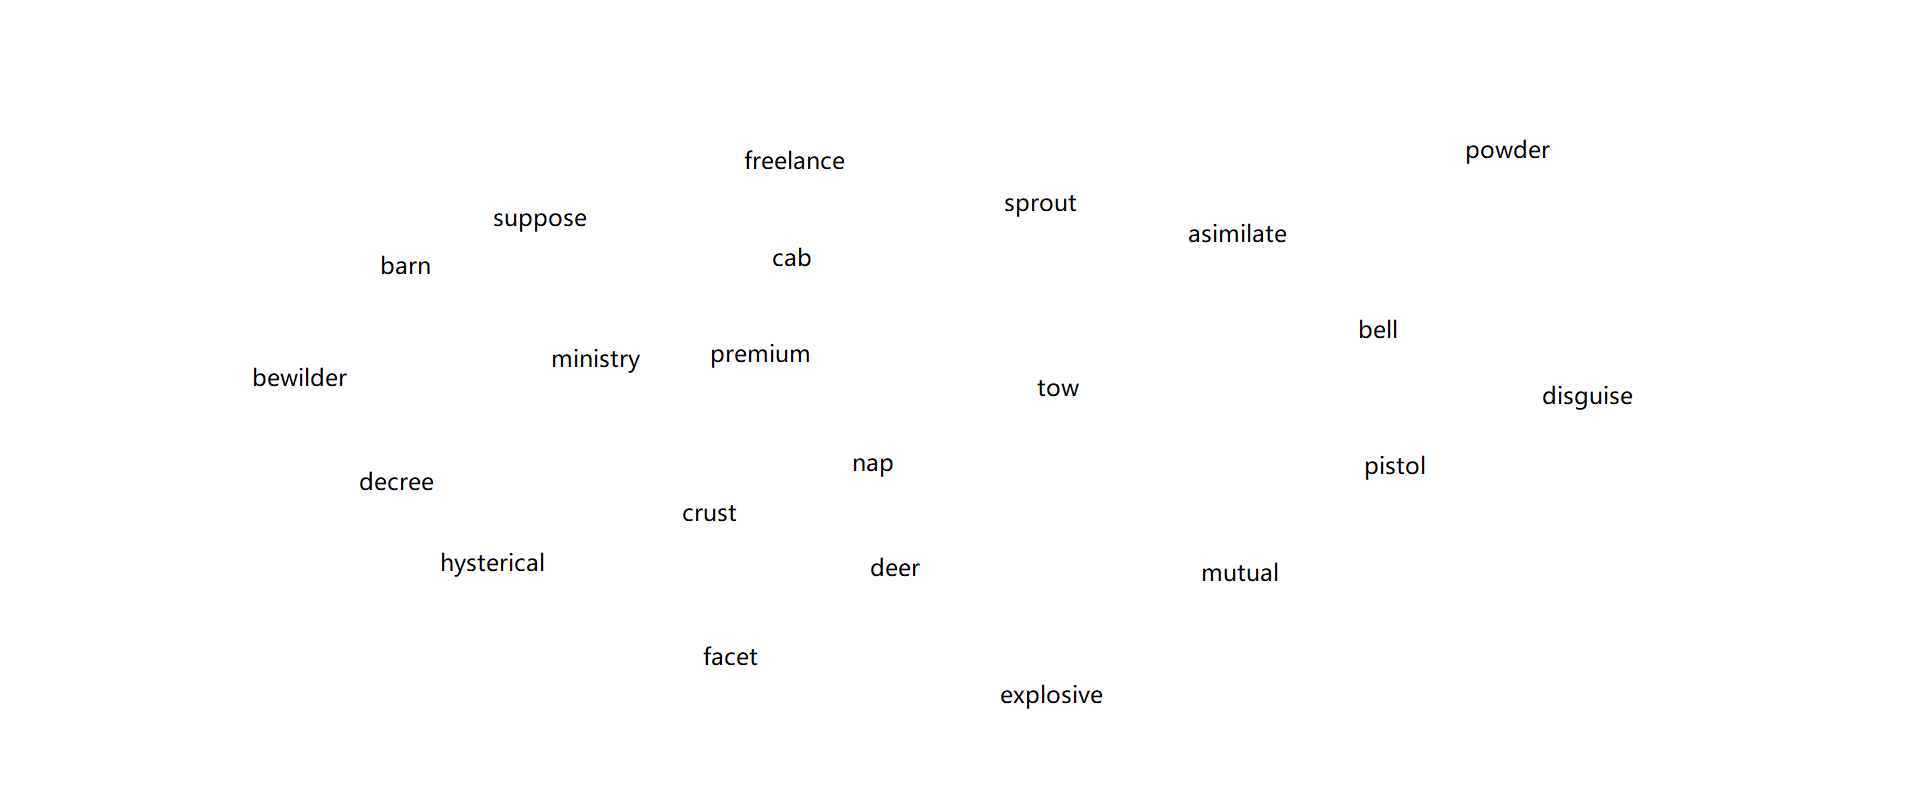 powder
freelance
sprout
suppose
asimilate
cab
barn
bell
premium
ministry
bewilder
tow
disguise
nap
pistol
decree
crust
hysterical
deer
mutual
facet
explosive